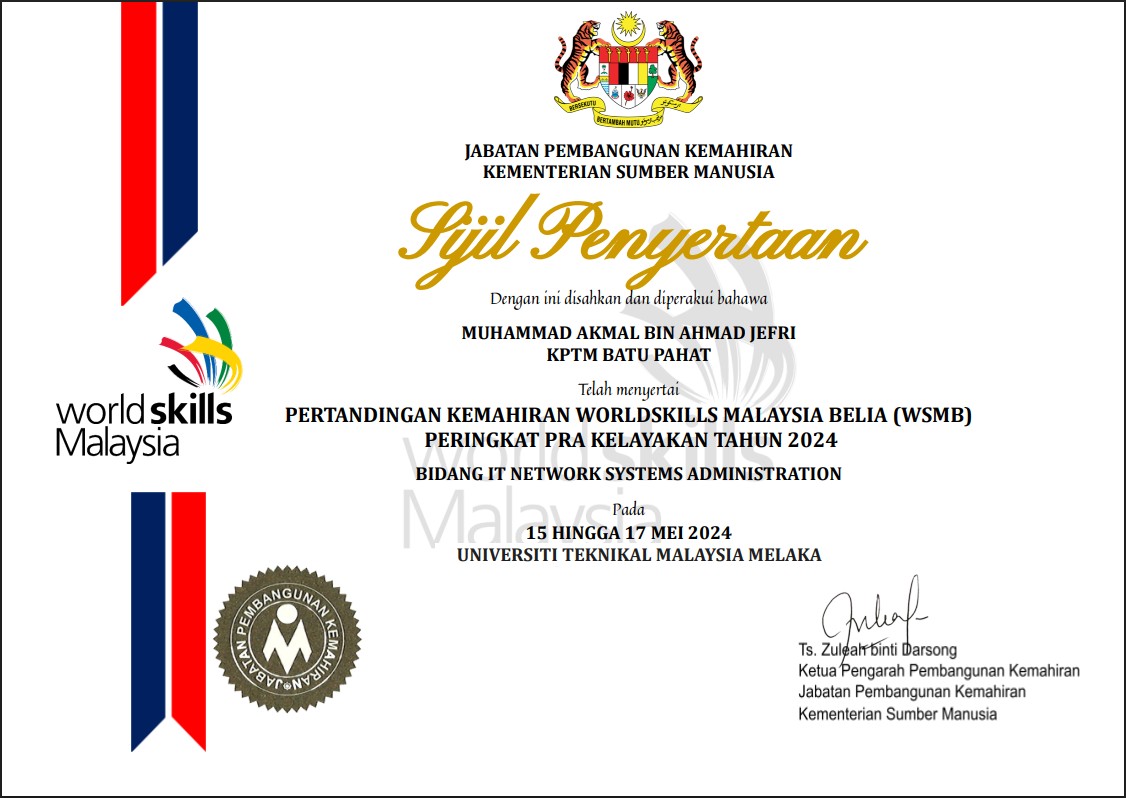 BERSEKUTU
BERTAMBAH MUTU
JABATAN PEMBANGUNAN KEMAHIRAN
KEMENTERIAN SUMBER MANUSIA
Sijil Penyertaan
Dengan ini disahkan dan diperakui bahawa
MUHAMMAD AKMAL BIN AHMAD JEFRI
KPTM BATU PAHAT
Telah menyertai
PERTANDINGAN KEMAHIRAN WORLDSKILLS MALAYSIA BELIA (WSMB)
PERINGKAT PRA KELAYAKAN TAHUN 2024
BIDANG IT NETWORK SYSTEMS ADMINISTRATION
Pada
15 HINGGA 17 MEI 2024
UNIVERSITI TEKNIKAL MALAYSIA MELAKA
worldskills
Malaysia
worldskills
Malaysia
JABATAN PEMBANGUNAN KEMAHIRAN
Ts. Zuleah binti Darsong
Ketua Pengarah Pembangunan Kemahiran
Jabatan Pembangunan Kemahiran
Kementerian Sumber Manusia